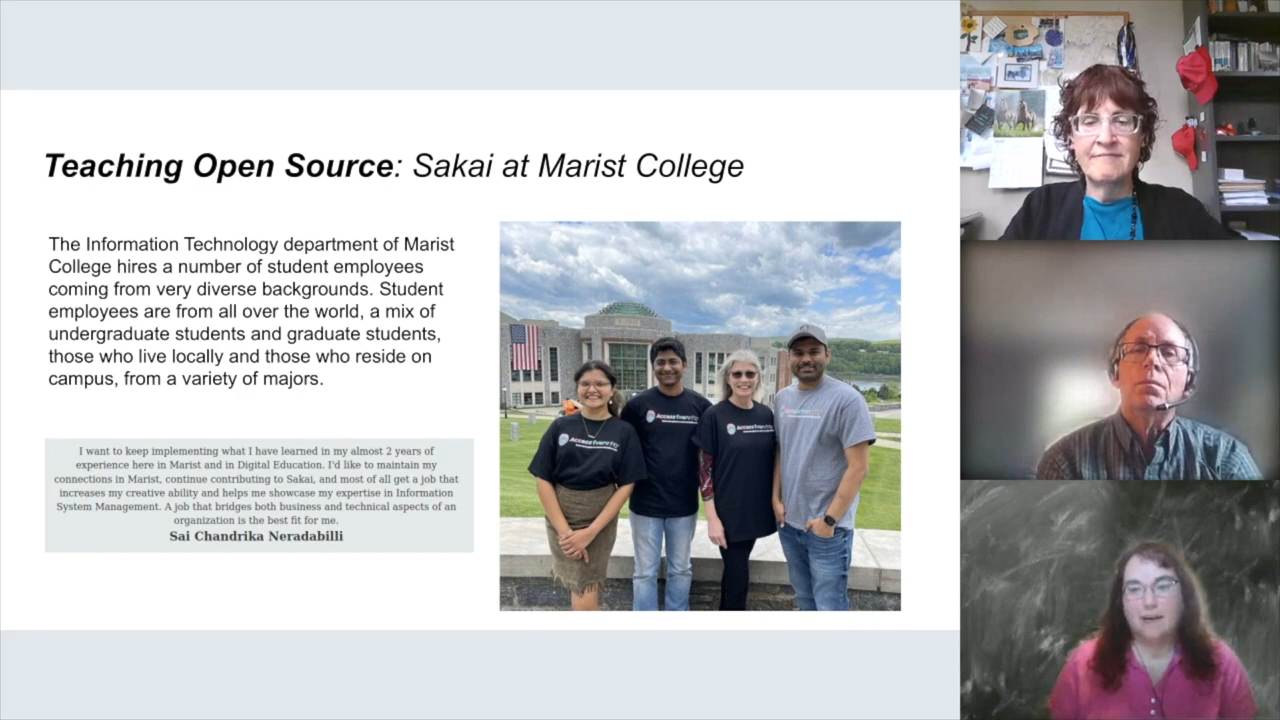 Teaching Open Source: Sakai at Marist College
The Information Technology department of Marist
College hires a number of student employees
coming from very diverse backgrounds. Student
employees are from all over the world, a mix of
undergraduate students and graduate students,
those who live locally and those who reside on
campus, from a variety of majors.
I want to keep implementing what I have learned in my almost 2 years of
experience here in Marist and in Digital Education. I'd like to maintain my
connections in Marist, continue contributing to Sakai, and most of all get a job that
increases my creative ability and helps me showcase my expertise in Information
System Management. A job that bridges both business and technical aspects of an
organization is the best fit for me.
Sai Chandrika Neradabilli